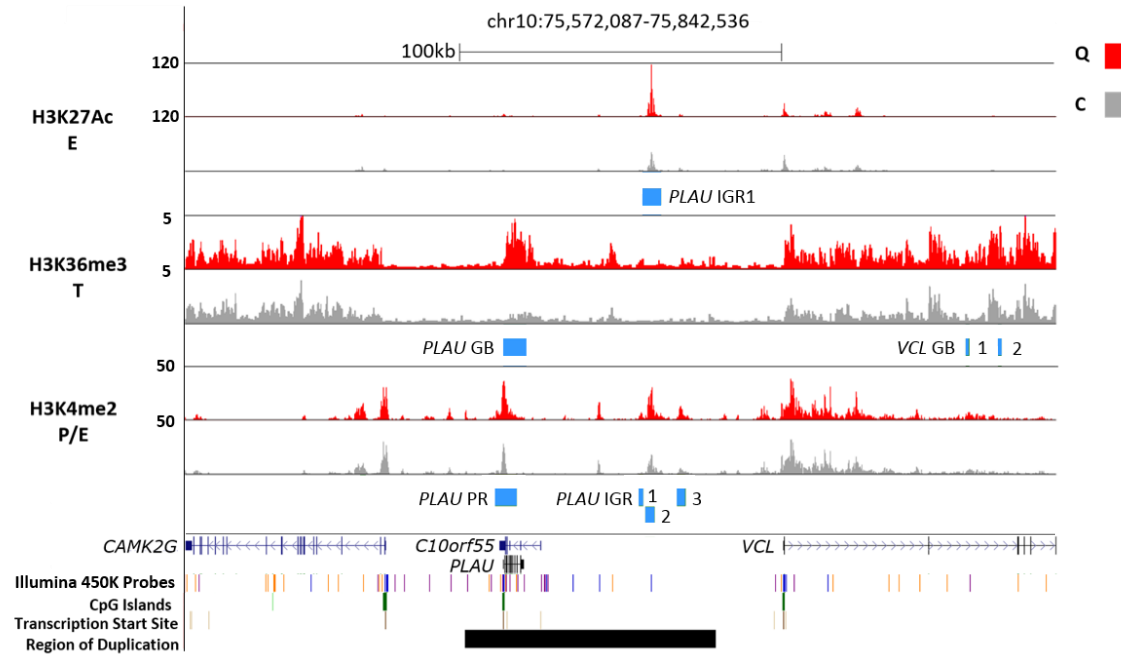 chr10:75,572,087-75,842,536
100kb
Q
C
120
H3K27Ac
E
120
PLAU IGR1
5
H3K36me3
T
5
PLAU GB
VCL GB 1 2
50
H3K4me2
P/E
50
PLAU PR
PLAU IGR 1 3
2
CAMK2G
C10orf55
VCL
PLAU
Illumina 450K Probes
CpG Islands
Transcription Start Site
Region of Duplication